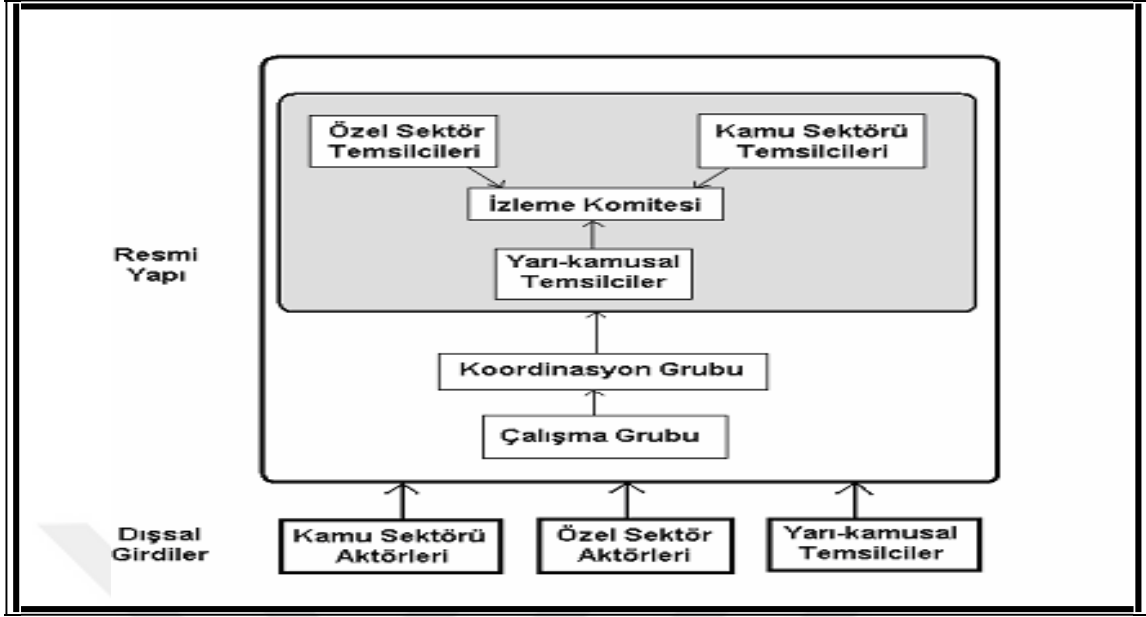 Özel Sektör
Temsilcileri
Kamu Sektörü
Temsilcileri
İzleme Komitesi
Yarı-kamusal
Temsilciler
Resmi
Yapı
Koordinasyon Grubu
Çalışma Grubu
Dışsal
Girdiler
Kamu Sektörü
Aktörleri
Özel Sektör
Aktörleri
Yarı-kamusal
Temsilciler